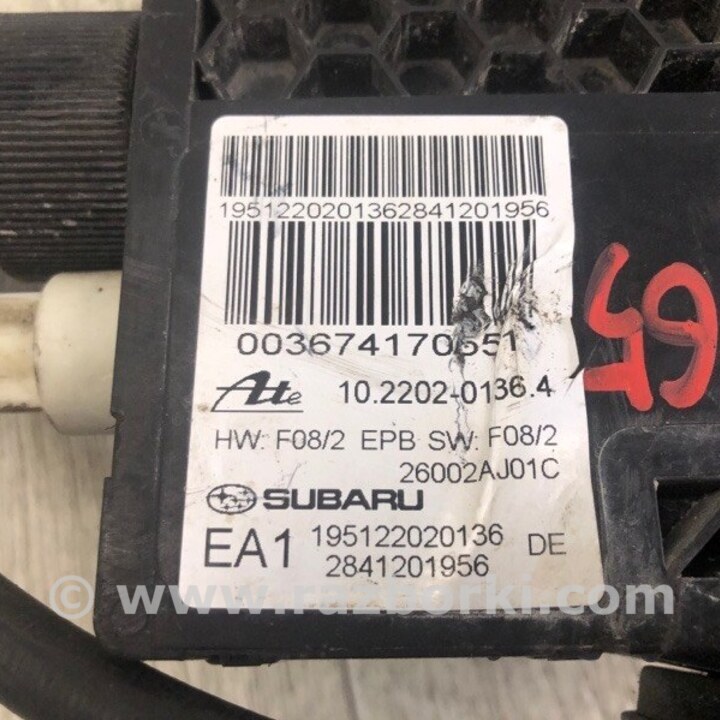 1951220201362841201956
003674170551
Ate 10.2202-0136.4
HW: F08/2 EPB SW: F08/2
26002AJ01C
SUBARU
EA1 195122020136 DE
2841201956
© www.razborki.com